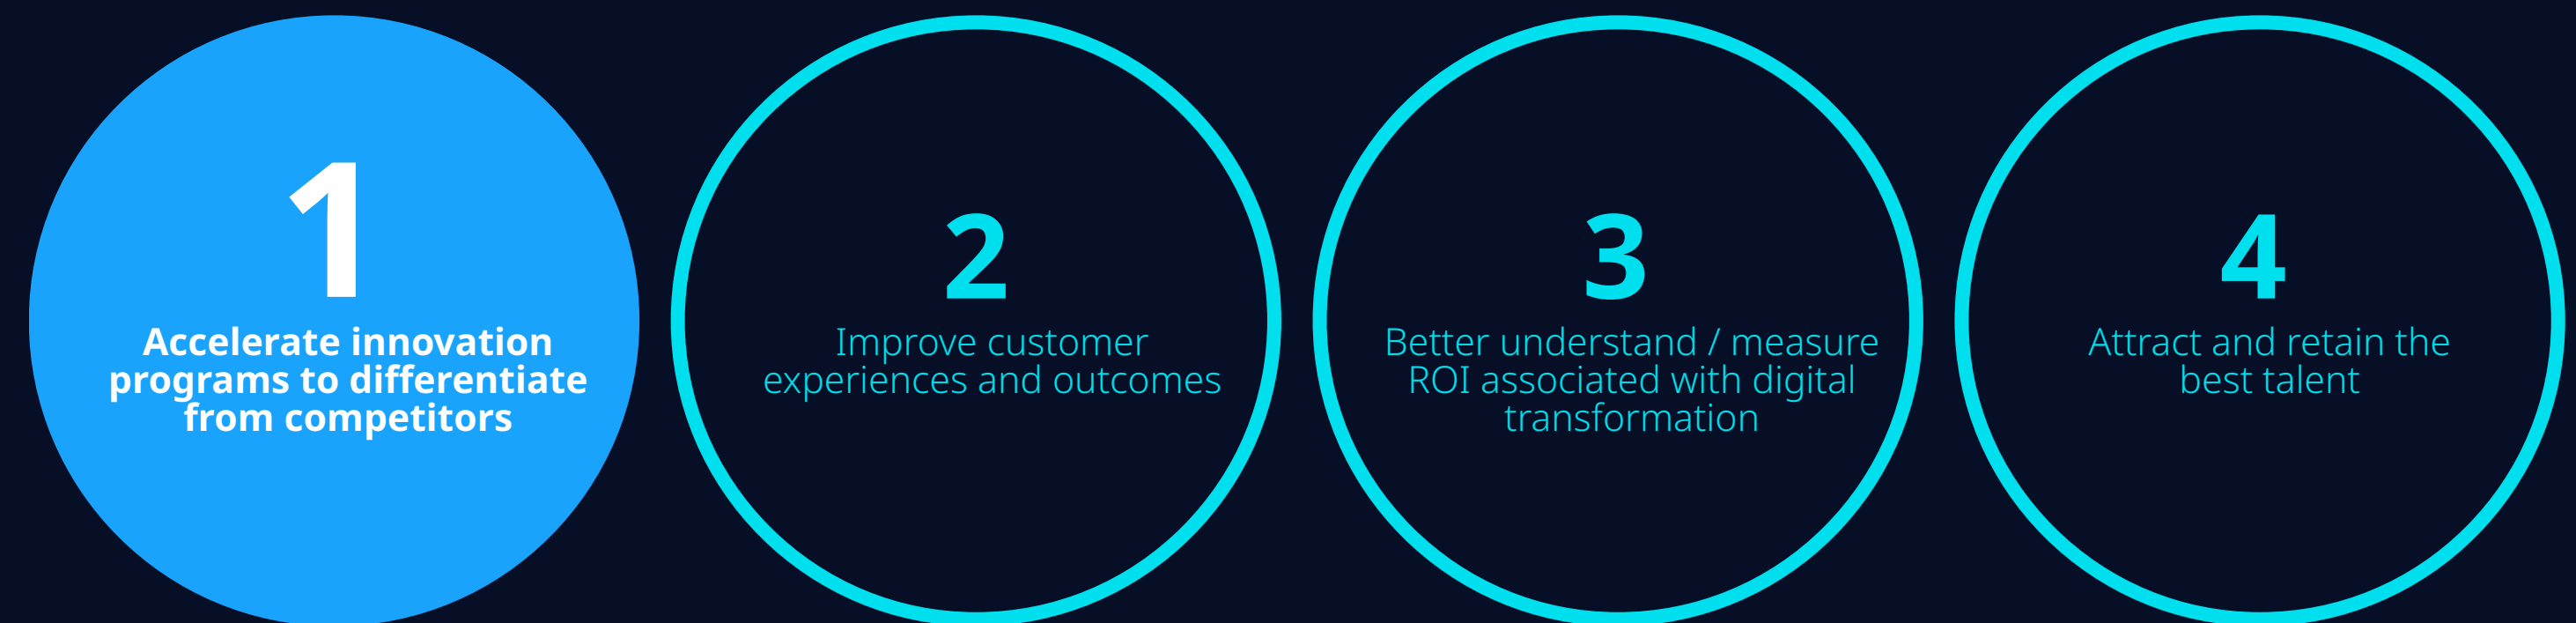 1
Accelerate innovation
programs to differentiate
from competitors
2
Improve customer
experiences and outcomes
3
Better understand / measure
ROI associated with digital
transformation
4
Attract and retain the
best talent